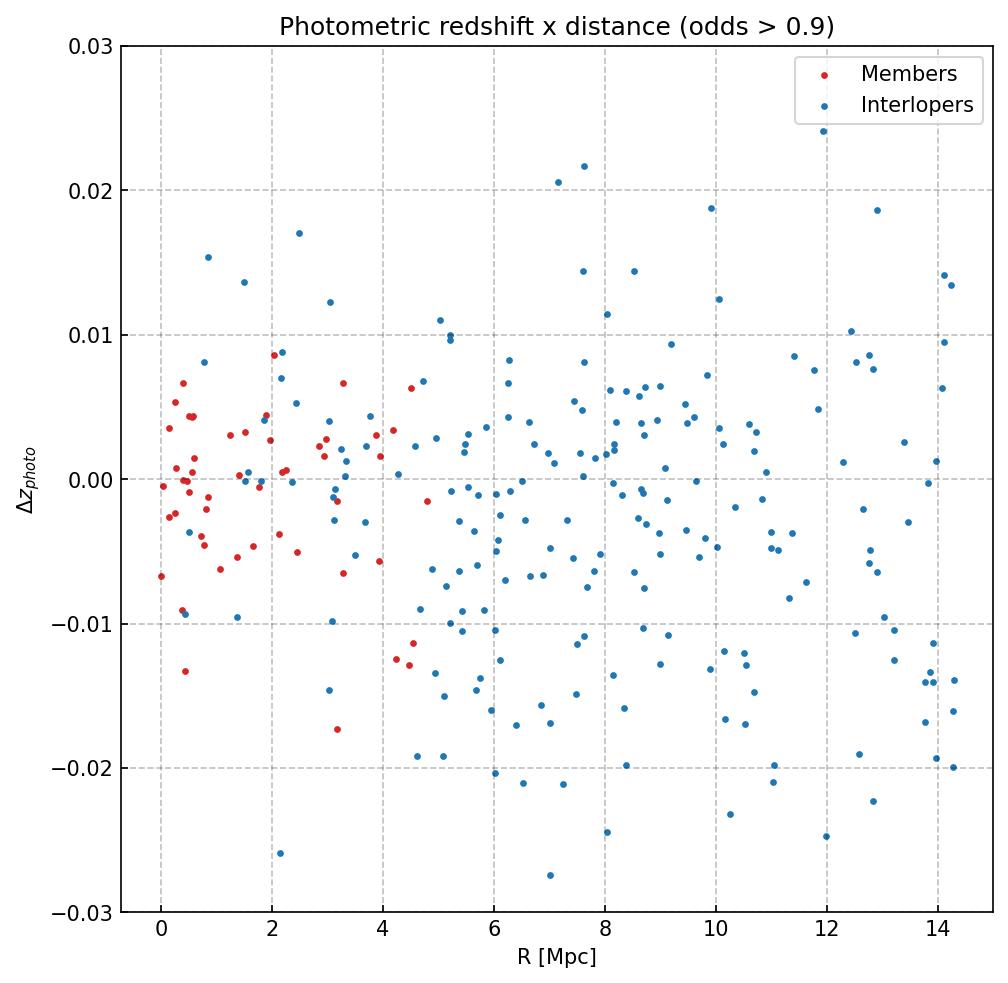 Photometric redshift x distance (odds > 0.9)
Members
Interlopers
0.03
0.02
0.01
0.00
−0.01
−0.02
−0.03
Δz_photo
0 2 4 6 8 10 12 14
R [Mpc]